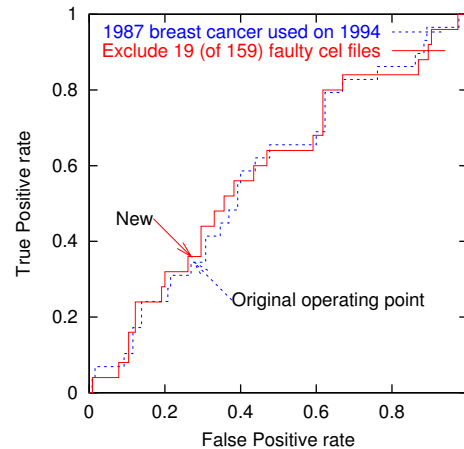 1
0.8
0.6
0.4
0.2
0
0
0.2
0.4
0.6
0.8
True Positive rate
False Positive rate
1987 breast cancer used on 1994
Exclude 19 (of 159) faulty cel files
New
Original operating point